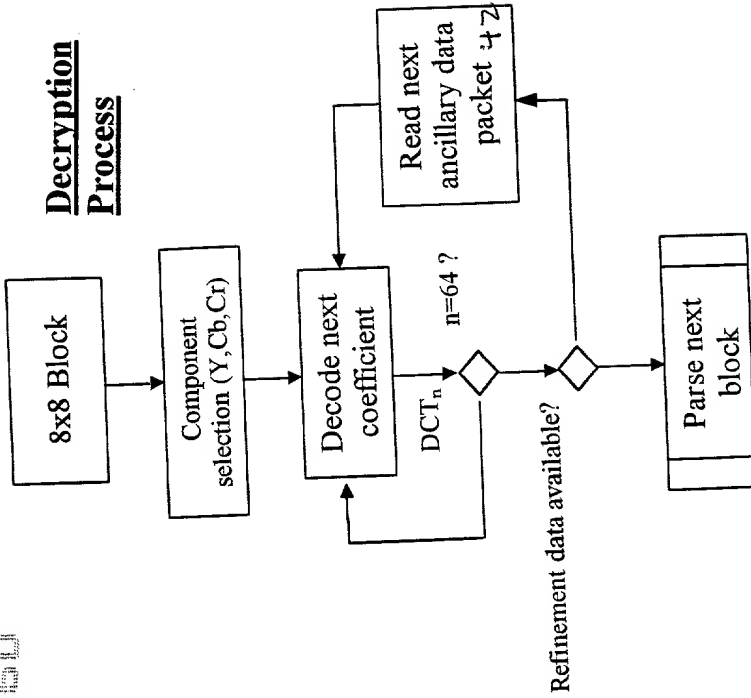 Decryption
Process
8x8 Block
Component
selection (Y,Cb,Cr)
Decode next
coefficient
DCTₙ
n=64 ?
Read next
ancillary data
packet 42
Refinement data available?
Parse next
block